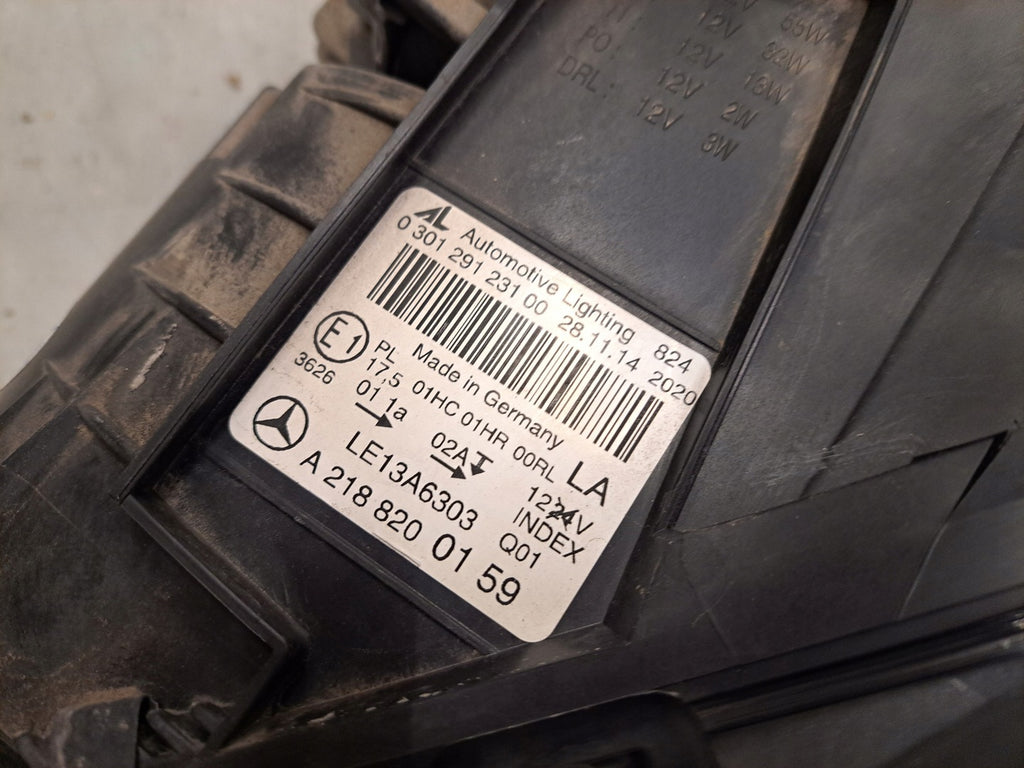 12V 55W
12V 32W
PO: 12V 13W
DRL: 12V 2W
12V 3W
AL Automotive Lighting 824
0 301 291 231 00 28.11.14 2020
E1 PL Made in Germany LA
3626 17.5 01HC 01HR 00RL 1224V
01 1a 02A INDEX
LE13A6303 Q01
A 218 820 01 59